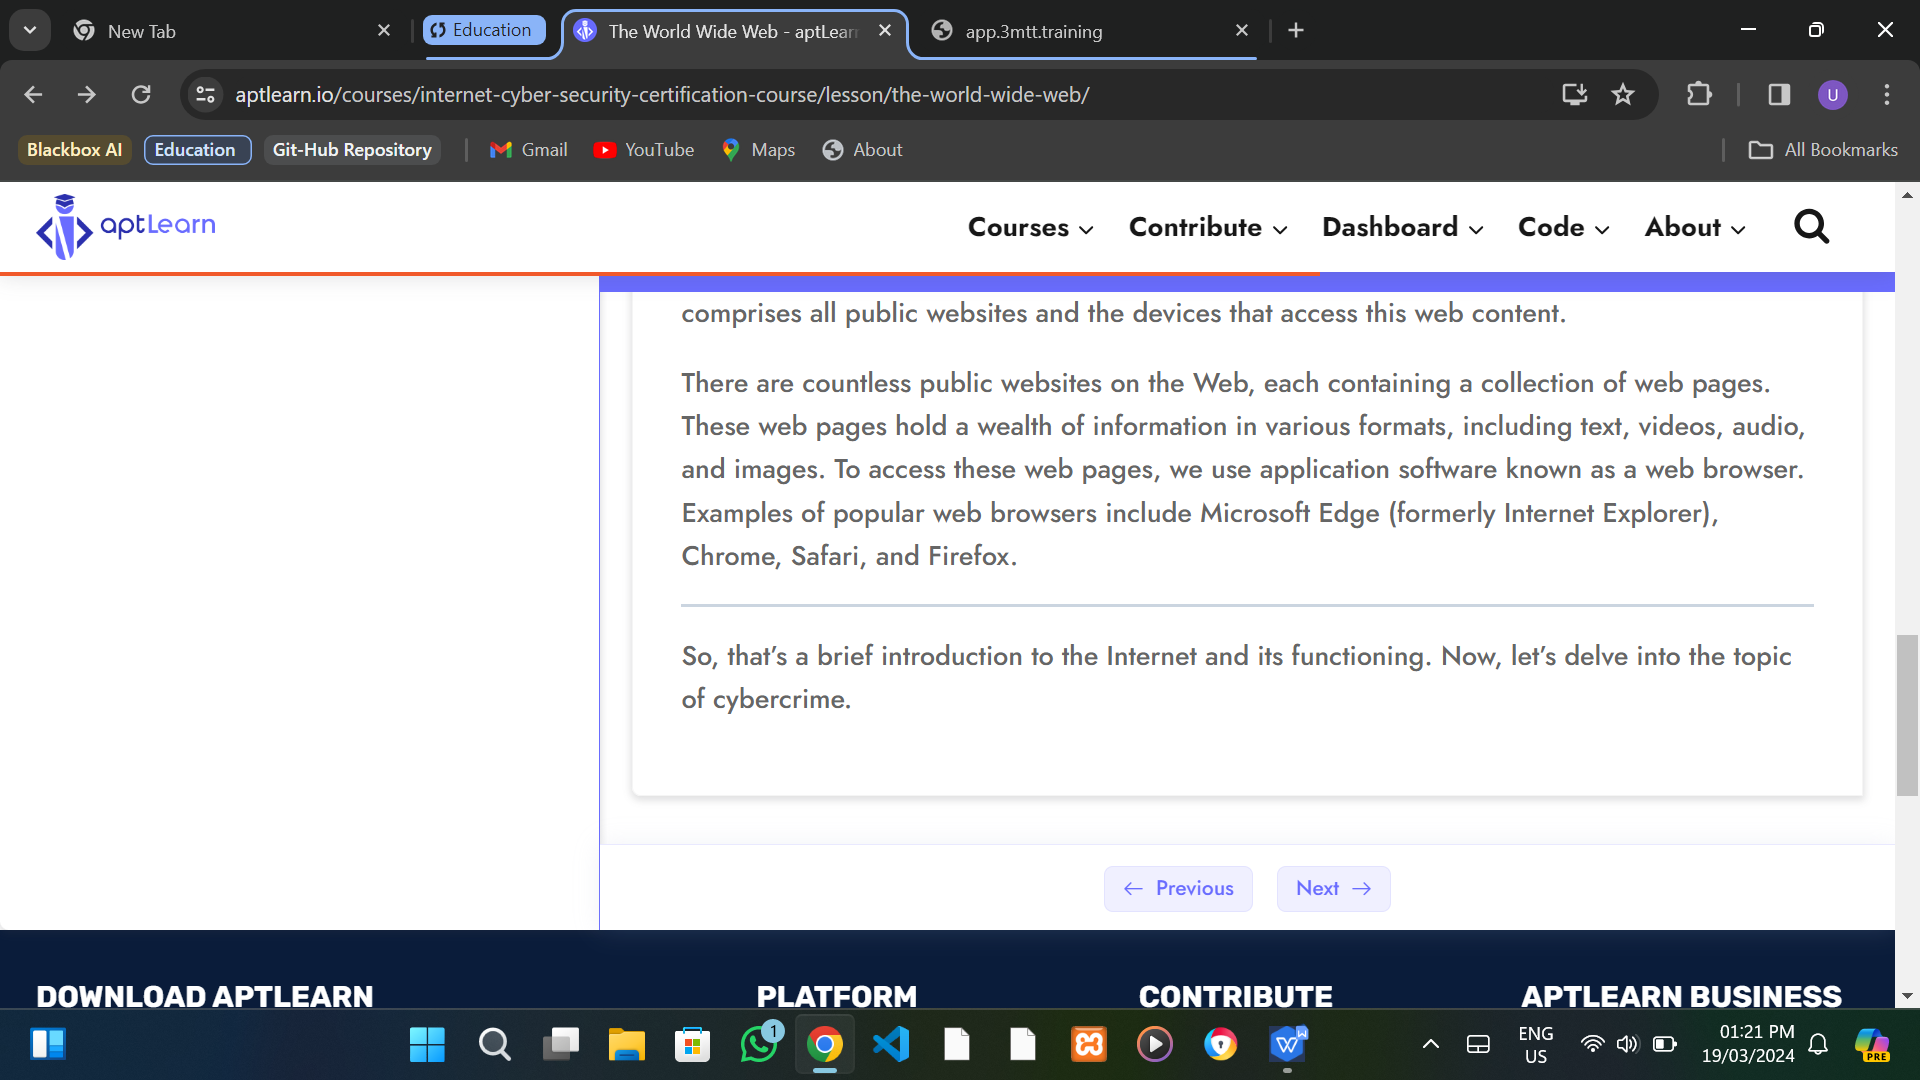 New Tab
Education
The World Wide Web - aptLear
app.3mtt.training
aptlearn.io/courses/internet-cyber-security-certification-course/lesson/the-world-wide-web/
U
Blackbox AI
Education
Git-Hub Repository
Gmail
YouTube
Maps
About
All Bookmarks
aptLearn
Courses
Contribute
Dashboard
Code
About
comprises all public websites and the devices that access this web content.
There are countless public websites on the Web, each containing a collection of web pages.
These web pages hold a wealth of information in various formats, including text, videos, audio,
and images. To access these web pages, we use application software known as a web browser.
Examples of popular web browsers include Microsoft Edge (formerly Internet Explorer),
Chrome, Safari, and Firefox.
So, that’s a brief introduction to the Internet and its functioning. Now, let’s delve into the topic
of cybercrime.
← Previous
Next →
DOWNLOAD APTLEARN
PLATFORM
CONTRIBUTE
APTLEARN BUSINESS
1
W
ENG
US
01:21 PM
19/03/2024
PRE